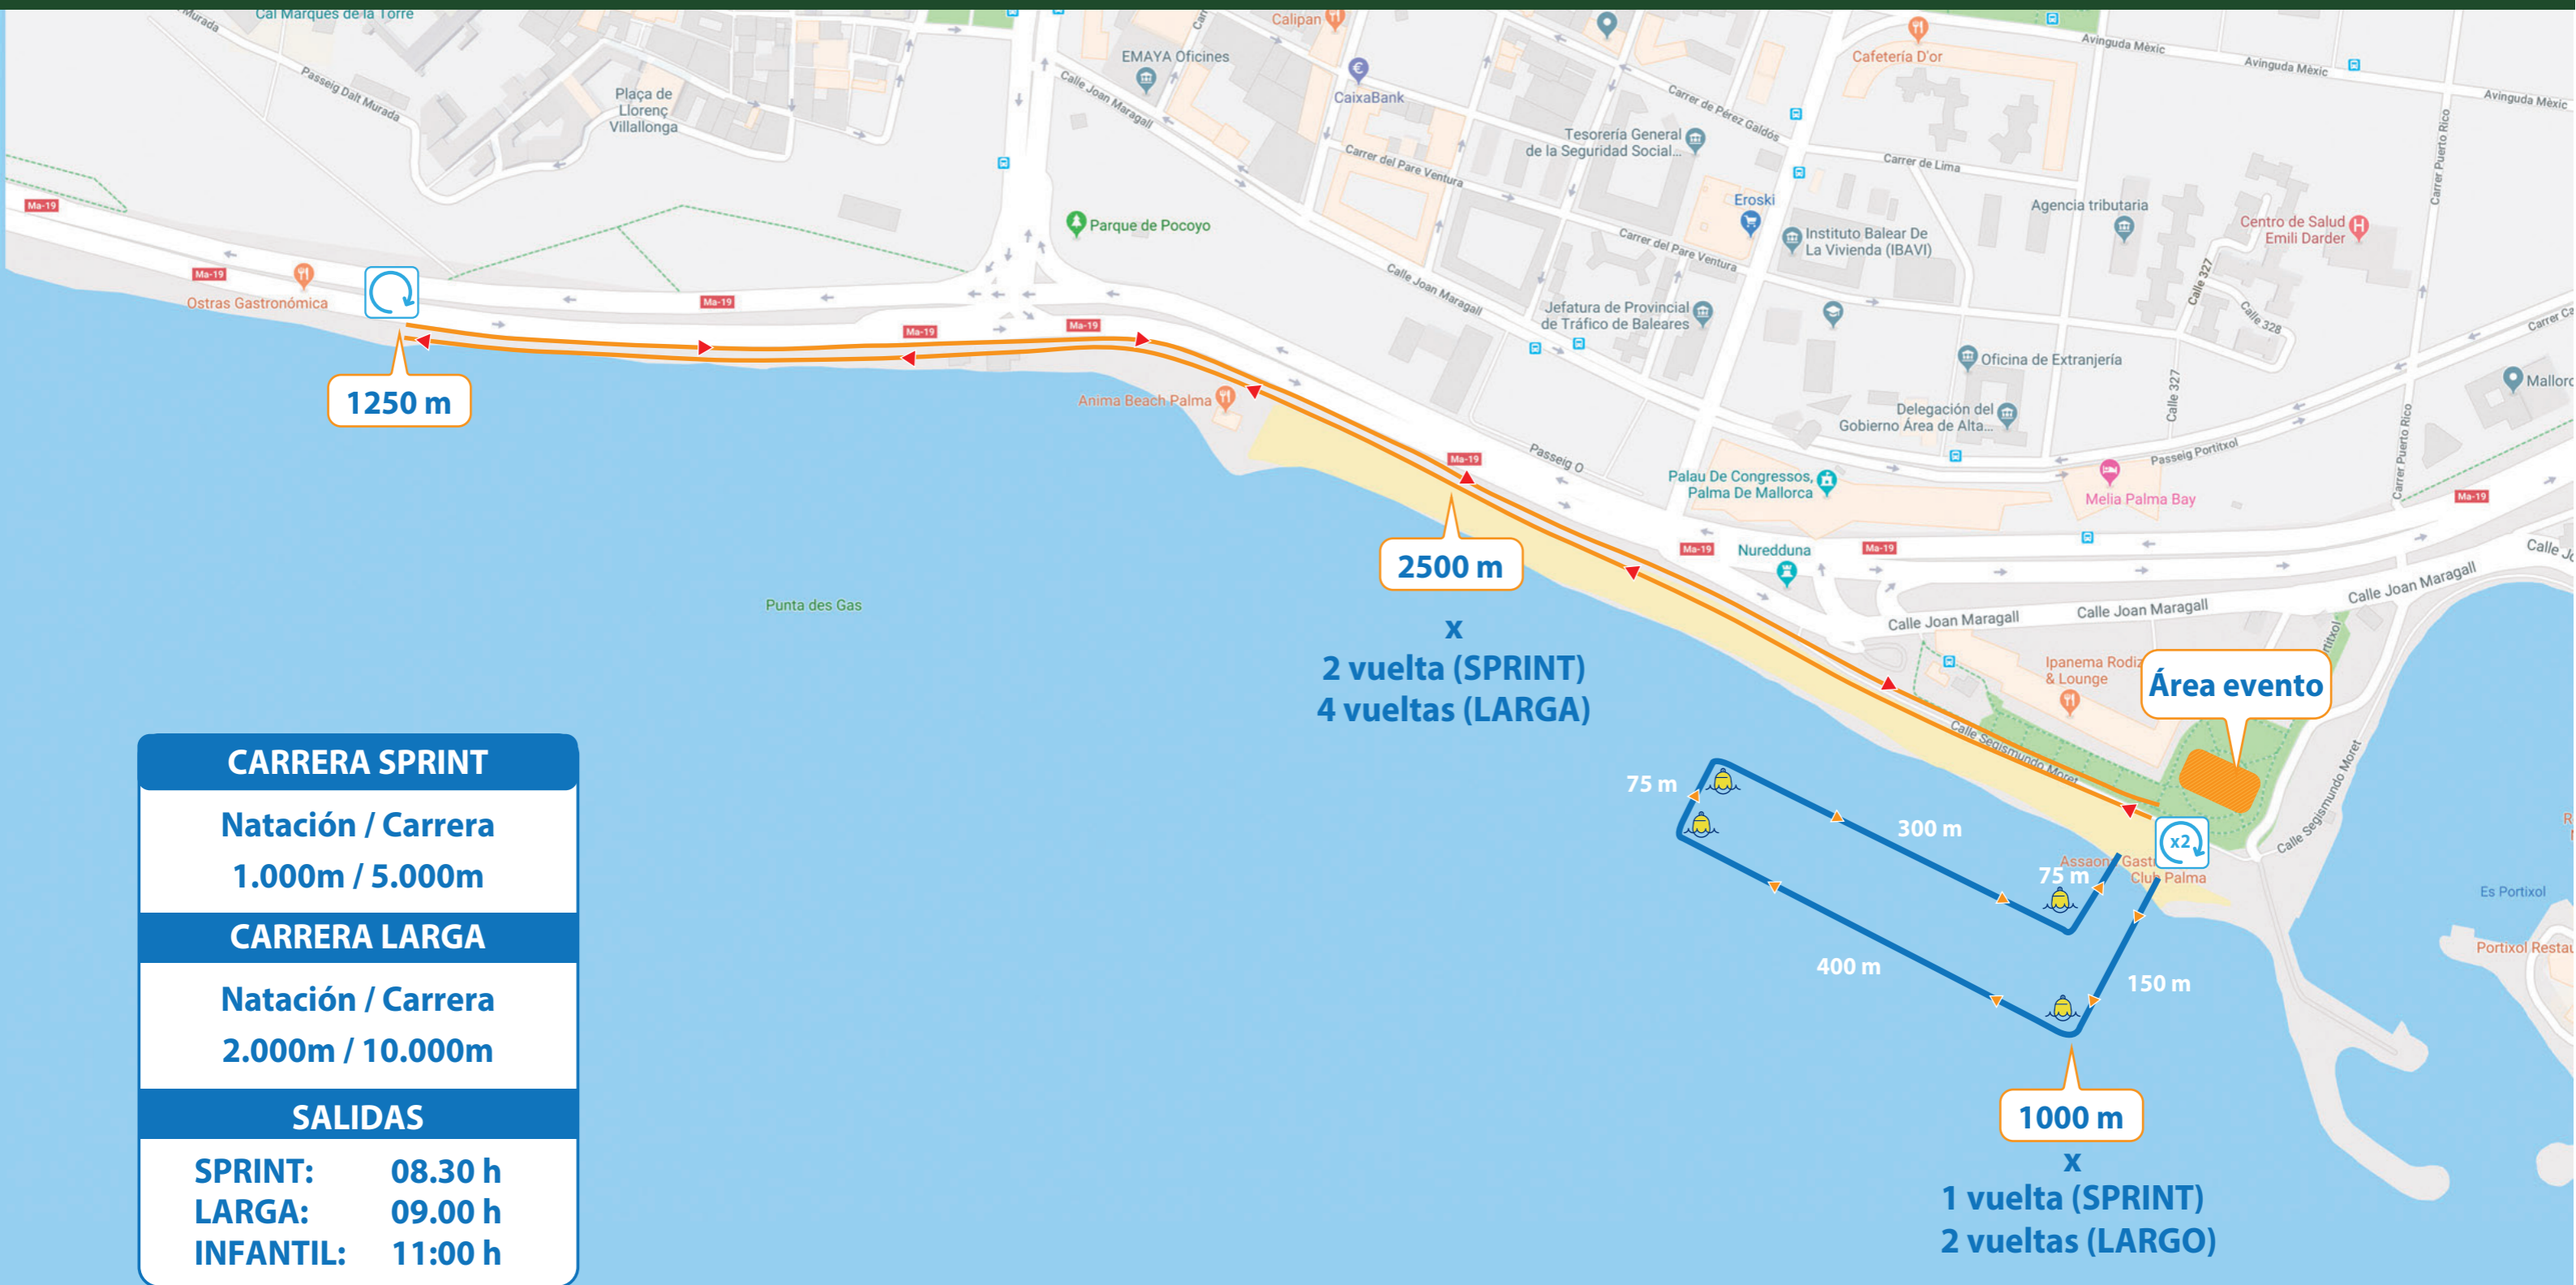 Cal Marquès de la Torre
Murada
Passeig Dalt Murada
Plaça de
Llorenç
Villallonga
EMAYA Oficines
Calle Joan Maragall
Calipan
CaixaBank
Carrer del Pare Ventura
Tesorería General
de la Seguridad Social...
Carrer de Pérez Galdós
Cafetería D'or
Avinguda Mèxic
Avinguda Mèxic
Avinguda Mèxic
Carrer de Lima
Carrer Puerto Rico
Eroski
Instituto Balear De
La Vivienda (IBAVI)
Agencia tributaria
Centro de Salud
Emili Darder
Calle 327
Calle 328
Ma-19
Ma-19
Ostras Gastronómica
Ma-19
Ma-19
Ma-19
Parque de Pocoyo
Carrer del Pare Ventura
Calle Joan Maragall
Jefatura de Provincial
de Tráfico de Baleares
Oficina de Extranjería
Calle 327
Delegación del
Gobierno Área de Alta...
Passeig Portitxol
Carrer Puerto Rico
1250 m
Anima Beach Palma
Ma-19
Passeig O
Palau De Congressos,
Palma De Mallorca
Melia Palma Bay
Ma-19
Ma-19
Nuredduna
Ma-19
Calle Joan Maragall
Calle Joan Maragall
Calle Joan Maragall
2500 m
x
2 vuelta (SPRINT)
4 vueltas (LARGA)
Punta des Gas
Ipanema Rodiz
& Lounge
Área evento
Calle Segismundo Moret
Calle Segismundo Moret
75 m
300 m
x2
Club Palma
75 m
400 m
150 m
Es Portixol
Portixol Restau
1000 m
x
1 vuelta (SPRINT)
2 vueltas (LARGO)
CARRERA SPRINT
Natación / Carrera
1.000m / 5.000m
CARRERA LARGA
Natación / Carrera
2.000m / 10.000m
SALIDAS
SPRINT: 08.30 h
LARGA: 09.00 h
INFANTIL: 11:00 h